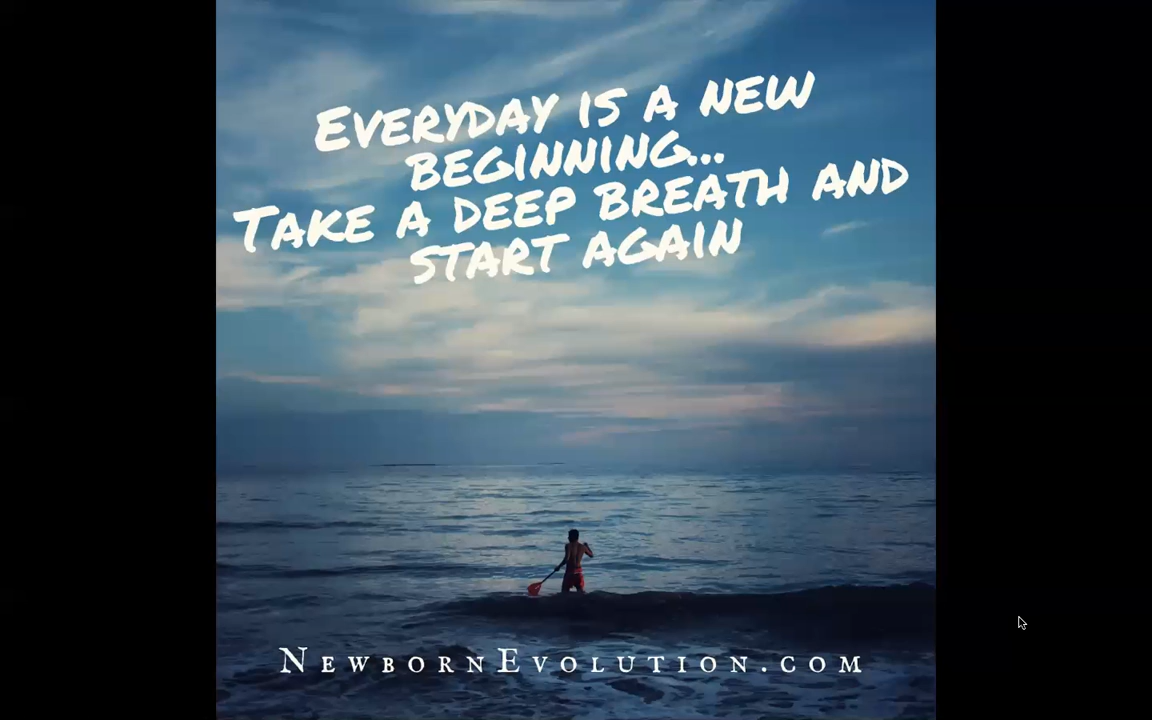 Everyday is a new
beginning...
Take a deep breath and
start again
NewbornEvolution.com